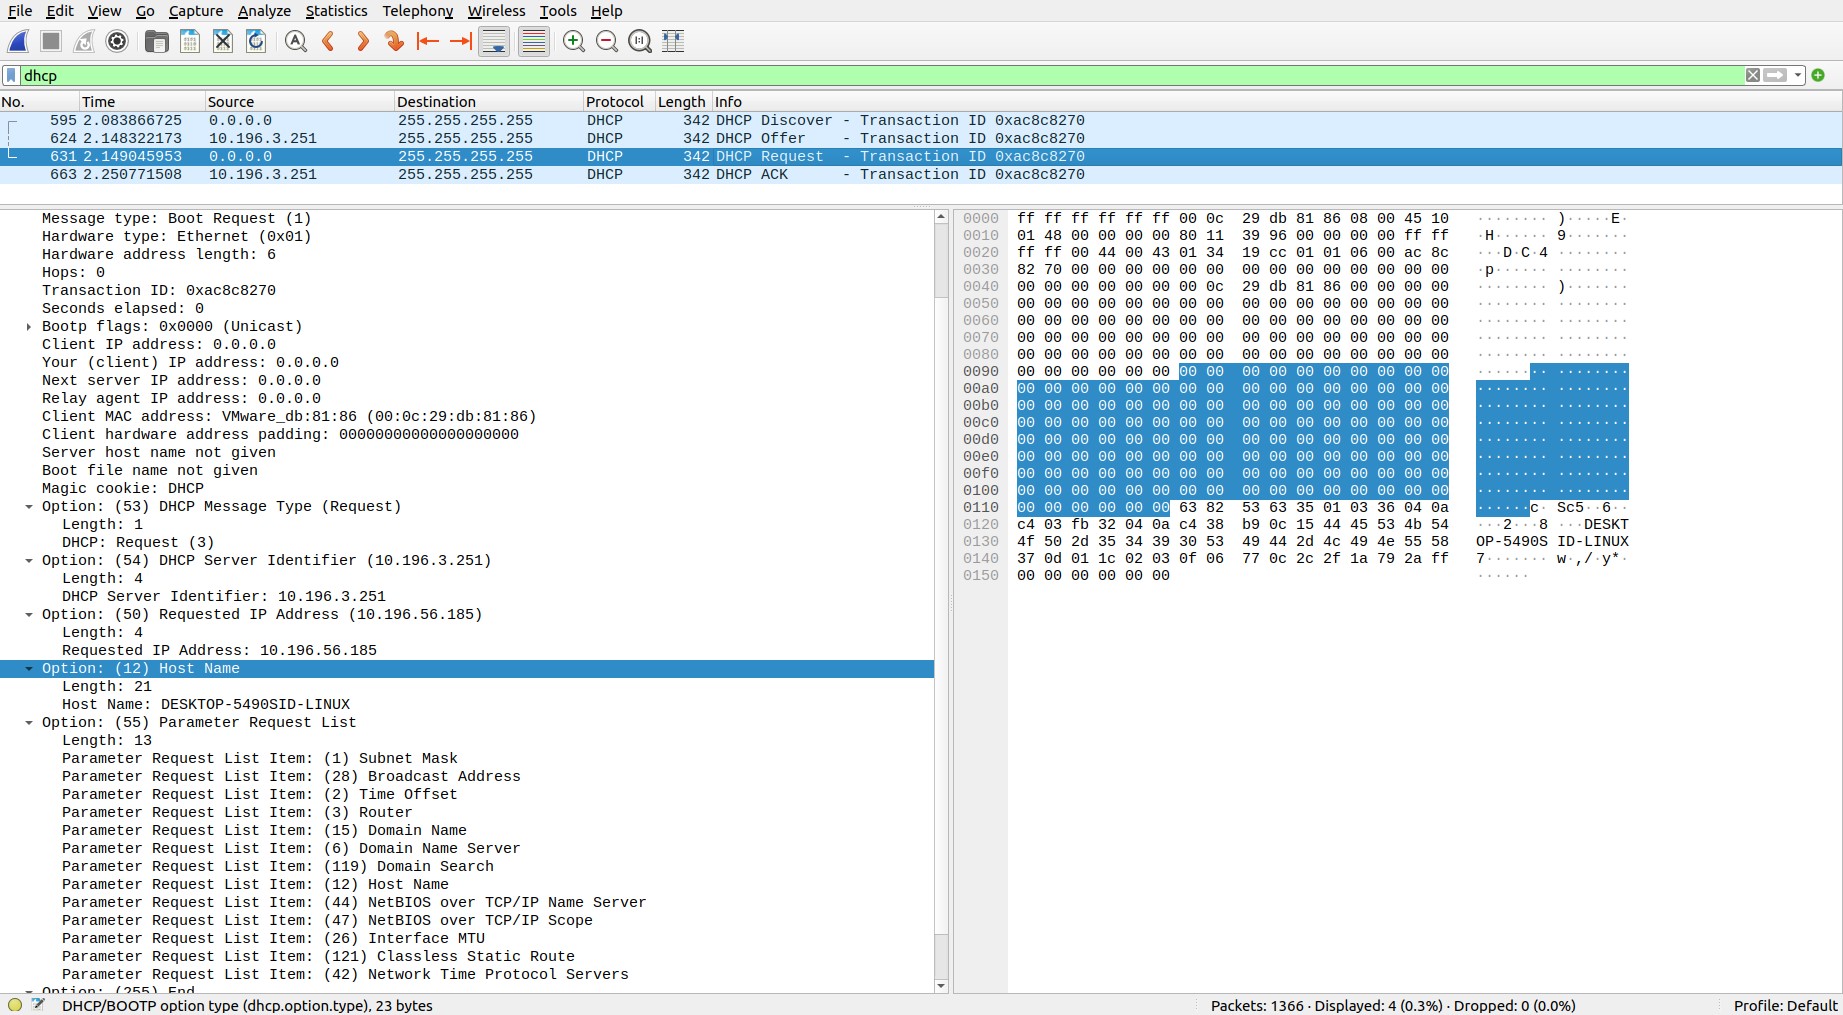 File Edit View Go Capture Analyze Statistics Telephony Wireless Tools Help
dhcp
No. Time Source Destination Protocol Length Info
595 2.083866725 0.0.0.0 255.255.255.255 DHCP 342 DHCP Discover - Transaction ID 0xac8c8270
624 2.148322173 10.196.3.251 255.255.255.255 DHCP 342 DHCP Offer - Transaction ID 0xac8c8270
631 2.149045953 0.0.0.0 255.255.255.255 DHCP 342 DHCP Request - Transaction ID 0xac8c8270
663 2.250771508 10.196.3.251 255.255.255.255 DHCP 342 DHCP ACK - Transaction ID 0xac8c8270
Message type: Boot Request (1)
Hardware type: Ethernet (0x01)
Hardware address length: 6
Hops: 0
Transaction ID: 0xac8c8270
Seconds elapsed: 0
Bootp flags: 0x0000 (Unicast)
Client IP address: 0.0.0.0
Your (client) IP address: 0.0.0.0
Next server IP address: 0.0.0.0
Relay agent IP address: 0.0.0.0
Client MAC address: VMware_db:81:86 (00:0c:29:db:81:86)
Client hardware address padding: 00000000000000000000
Server host name not given
Boot file name not given
Magic cookie: DHCP
Option: (53) DHCP Message Type (Request)
Length: 1
DHCP: Request (3)
Option: (54) DHCP Server Identifier (10.196.3.251)
Length: 4
DHCP Server Identifier: 10.196.3.251
Option: (50) Requested IP Address (10.196.56.185)
Length: 4
Requested IP Address: 10.196.56.185
Option: (12) Host Name
Length: 21
Host Name: DESKTOP-5490SID-LINUX
Option: (55) Parameter Request List
Length: 13
Parameter Request List Item: (1) Subnet Mask
Parameter Request List Item: (28) Broadcast Address
Parameter Request List Item: (2) Time Offset
Parameter Request List Item: (3) Router
Parameter Request List Item: (15) Domain Name
Parameter Request List Item: (6) Domain Name Server
Parameter Request List Item: (119) Domain Search
Parameter Request List Item: (12) Host Name
Parameter Request List Item: (44) NetBIOS over TCP/IP Name Server
Parameter Request List Item: (47) NetBIOS over TCP/IP Scope
Parameter Request List Item: (26) Interface MTU
Parameter Request List Item: (121) Classless Static Route
Parameter Request List Item: (42) Network Time Protocol Servers
Option: (255) End
0000 ff ff ff ff ff ff 00 0c 29 db 81 86 08 00 45 10 ········ )·····E·
0010 01 48 00 00 00 00 80 11 39 96 00 00 00 00 ff ff ·H······ 9·······
0020 ff ff 00 44 00 43 01 34 19 cc 01 01 06 00 ac 8c ···D·C·4 ········
0030 82 70 00 00 00 00 00 00 00 00 00 00 00 00 00 00 ·p······ ········
0040 00 00 00 00 00 00 00 0c 29 db 81 86 00 00 00 00 ········ )·······
0050 00 00 00 00 00 00 00 00 00 00 00 00 00 00 00 00 ········ ········
0060 00 00 00 00 00 00 00 00 00 00 00 00 00 00 00 00 ········ ········
0070 00 00 00 00 00 00 00 00 00 00 00 00 00 00 00 00 ········ ········
0080 00 00 00 00 00 00 00 00 00 00 00 00 00 00 00 00 ········ ········
0090 00 00 00 00 00 00 00 00 00 00 00 00 00 00 00 00 ········ ········
00a0 00 00 00 00 00 00 00 00 00 00 00 00 00 00 00 00 ········ ········
00b0 00 00 00 00 00 00 00 00 00 00 00 00 00 00 00 00 ········ ········
00c0 00 00 00 00 00 00 00 00 00 00 00 00 00 00 00 00 ········ ········
00d0 00 00 00 00 00 00 00 00 00 00 00 00 00 00 00 00 ········ ········
00e0 00 00 00 00 00 00 00 00 00 00 00 00 00 00 00 00 ········ ········
00f0 00 00 00 00 00 00 00 00 00 00 00 00 00 00 00 00 ········ ········
0100 00 00 00 00 00 00 00 00 00 00 00 00 00 00 00 00 ········ ········
0110 00 00 00 00 00 00 63 82 53 63 35 01 03 36 04 0a ······c· Sc5··6··
0120 c4 03 fb 32 04 0a c4 38 b9 0c 15 44 45 53 4b 54 ···2···8 ···DESKT
0130 4f 50 2d 35 34 39 30 53 49 44 2d 4c 49 4e 55 58 OP-5490S ID-LINUX
0140 37 0d 01 1c 02 03 0f 06 77 0c 2c 2f 1a 79 2a ff 7······· w·,/·y*·
0150 00 00 00 00 00 00 ······
DHCP/BOOTP option type (dhcp.option.type), 23 bytes
Packets: 1366 · Displayed: 4 (0.3%) · Dropped: 0 (0.0%)
Profile: Default